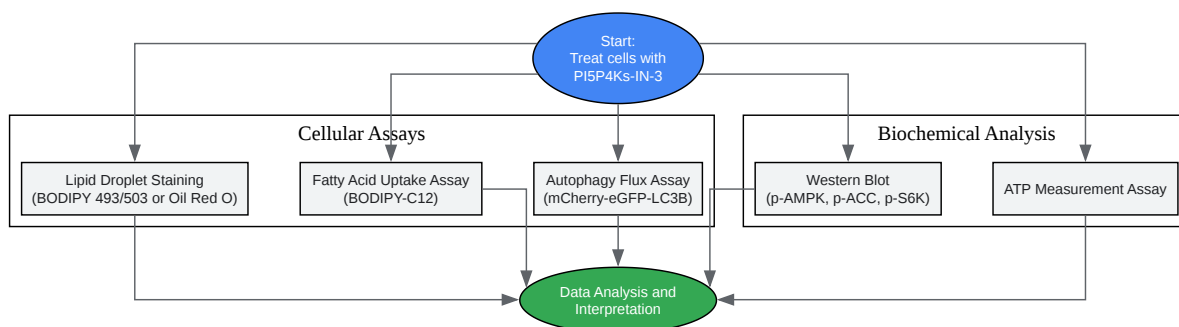 Start:
Treat cells with
PI5P4Ks-IN-3
Cellular Assays
Biochemical Analysis
Lipid Droplet Staining
(BODIPY 493/503 or Oil Red O)
Fatty Acid Uptake Assay
(BODIPY-C12)
Autophagy Flux Assay
(mCherry-eGFP-LC3B)
Western Blot
(p-AMPK, p-ACC, p-S6K)
ATP Measurement Assay
Data Analysis and
Interpretation